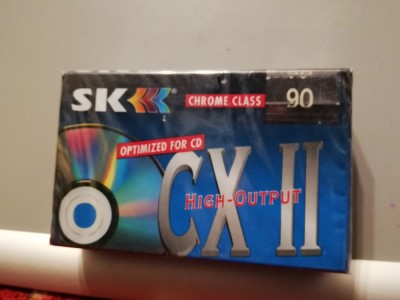 SK®
CHROME CLASS 90
OPTIMIZED FOR CD
CX II
HIGH-OUTPUT